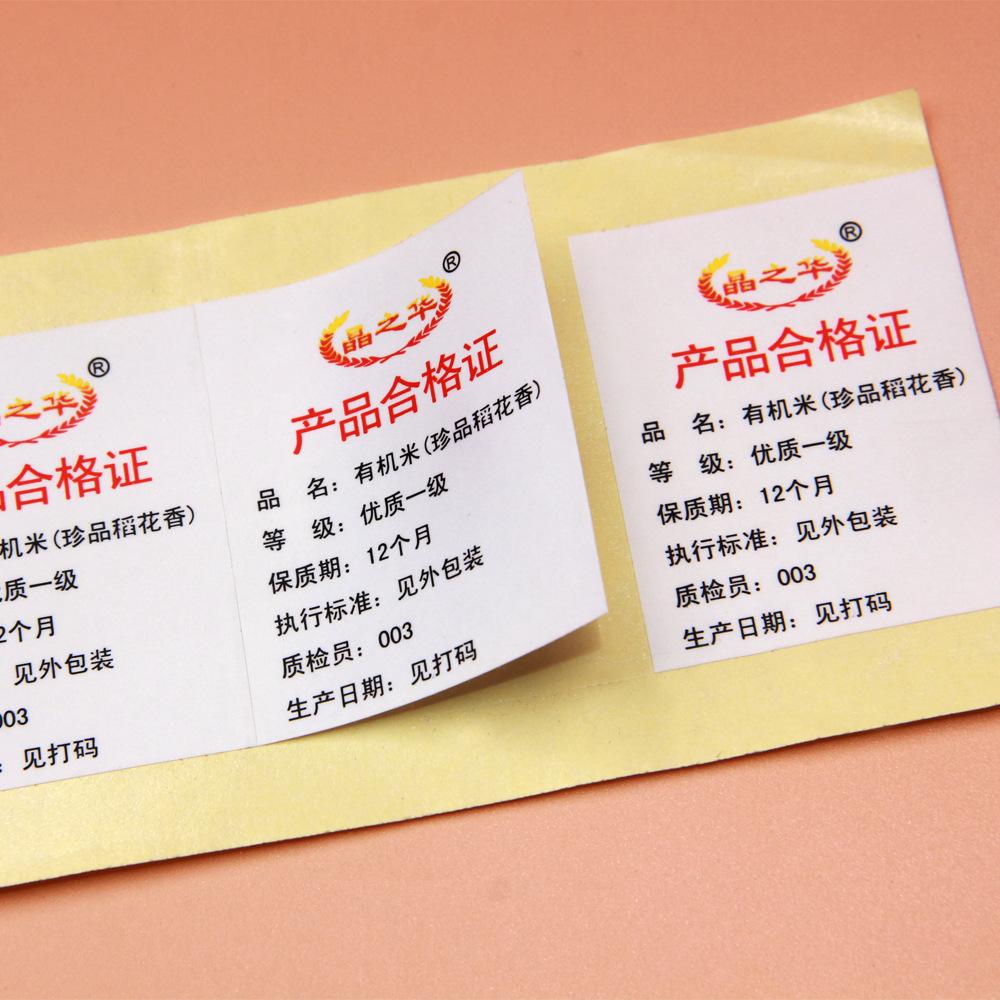 之华®
品合格证
机米(珍品稻花香)
质一级
2个月
: 见外包装
003
: 见打码
晶之华®
产品合格证
品 名: 有机米(珍品稻花香)
等 级: 优质一级
保质期: 12个月
执行标准: 见外包装
质检员: 003
生产日期: 见打码
晶之华®
产品合格证
品 名: 有机米(珍品稻花香)
等 级: 优质一级
保质期: 12个月
执行标准: 见外包装
质检员: 003
生产日期: 见打码